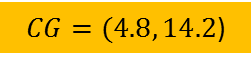 CG = (4.8, 14.2)